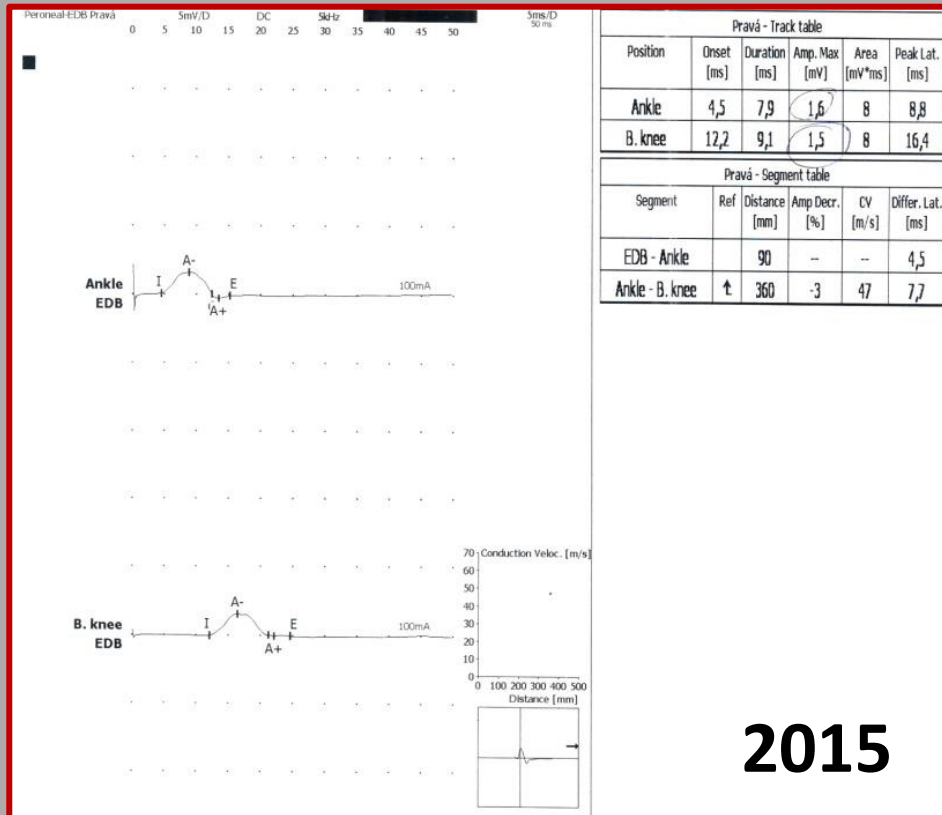 Peroneal-EDB Pravá 5mV/D DC 5kHz 5ms/D
50 ms
0 5 10 15 20 25 30 35 40 45 50
A-
I E
Ankle
EDB
100mA
A+
A-
I E
B. knee
EDB
100mA
A+
Conduction Veloc. [m/s]
70
60
50
40
30
20
10
0
0 100 200 300 400 500
Distance [mm]
Pravá - Track table
Position Onset Duration Amp. Max Area Peak Lat.
[ms] [ms] [mV] [mV*ms] [ms]
Ankle 4,5 7,9 1,6 8 8,8
B. knee 12,2 9,1 1,5 8 16,4
Pravá - Segment table
Segment Ref Distance Amp Decr. CV Differ. Lat.
[mm] [%] [m/s] [ms]
EDB - Ankle 90 -- -- 4,5
Ankle - B. knee ↑ 360 -3 47 7,7
2015